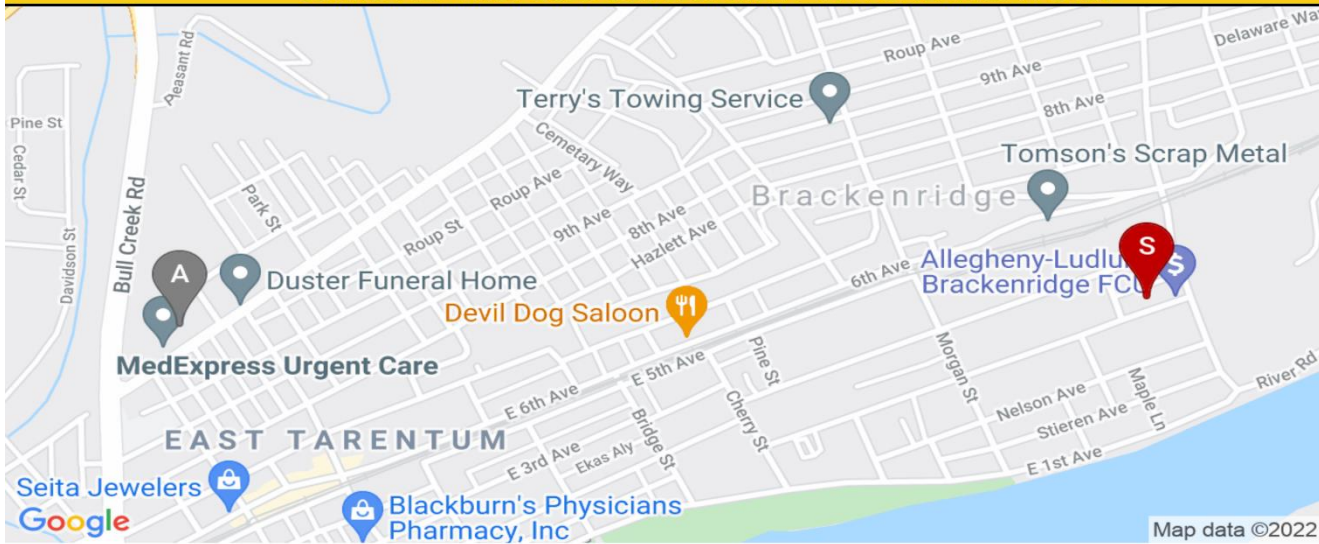 Delaware Wa
Roup Ave
Pleasant Rd
9th Ave
Terry's Towing Service
8th Ave
Pine St
Cemetary Way
Cedar St
Tomson's Scrap Metal
Park St
Roup Ave
Brackenridge
Bull Creek Rd
Roup St
9th Ave
8th Ave
Hazlett Ave
Davidson St
S
A
6th Ave
Allegheny-Ludlu
Brackenridge FCU
$
Duster Funeral Home
Devil Dog Saloon
MedExpress Urgent Care
E 5th Ave
Pine St
Morgan St
Maple Ln
River Rd
E 6th Ave
Nelson Ave
Cherry St
Bridge St
Stieren Ave
EAST TARENTUM
E 3rd Ave
Ekas Aly
E 1st Ave
Seita Jewelers
Blackburn's Physicians
Pharmacy, Inc
Google
Map data ©2022